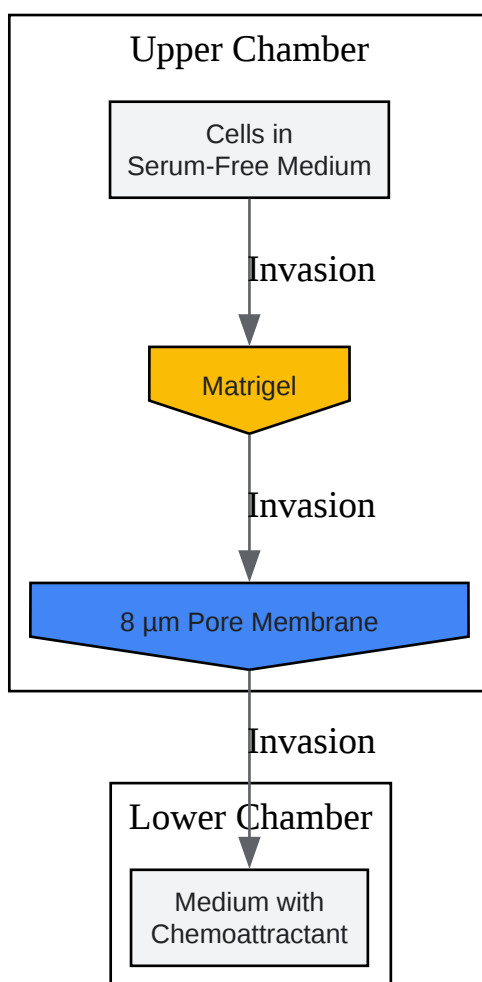 Upper Chamber
Cells in
Serum-Free Medium
Invasion
Matrigel
Invasion
8 µm Pore Membrane
Invasion
Lower Chamber
Medium with
Chemoattractant